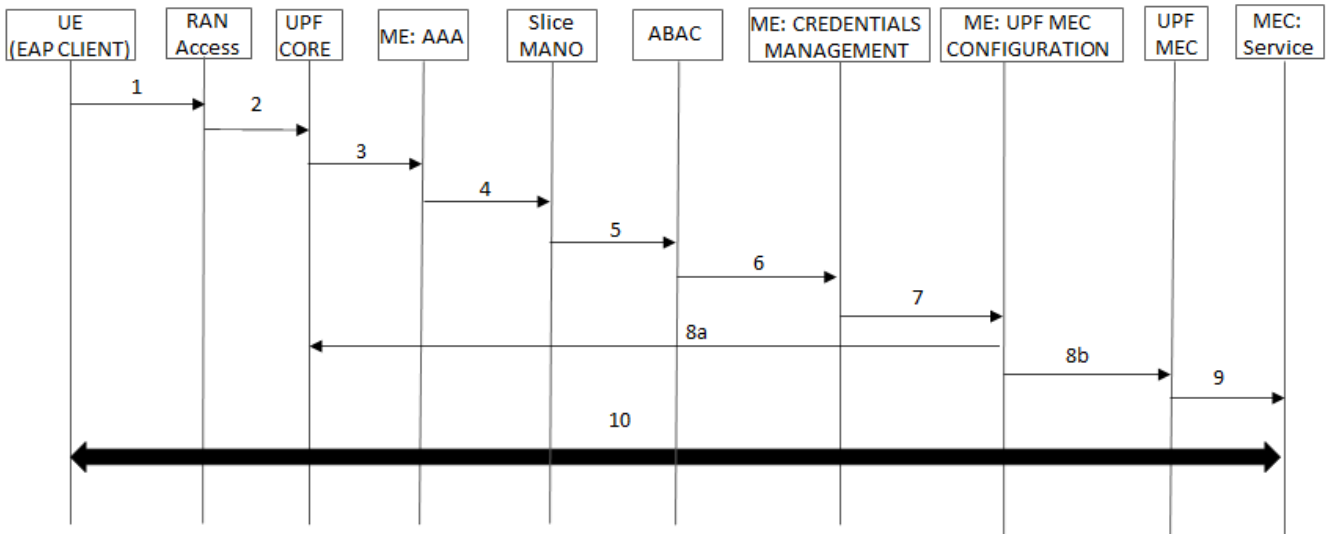 UE
(EAP CLIENT)
RAN
Access
UPF
CORE
ME: AAA
Slice
MANO
ABAC
ME: CREDENTIALS
MANAGEMENT
ME: UPF MEC
CONFIGURATION
UPF
MEC
MEC:
Service
1
2
3
4
5
6
7
8a
8b
9
10